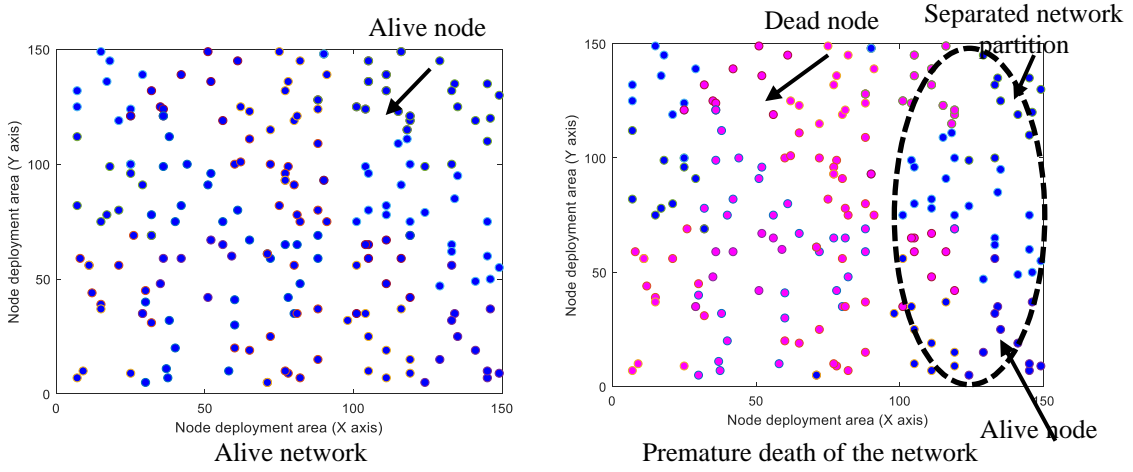 Alive node
150
100
50
0
0
50
100
150
Node deployment area (Y axis)
Node deployment area (X axis)
Alive network
Dead node
Separated network
partition
150
100
50
0
0
50
100
150
Node deployment area (Y axis)
Node deployment area (X axis)
Alive node
Premature death of the network